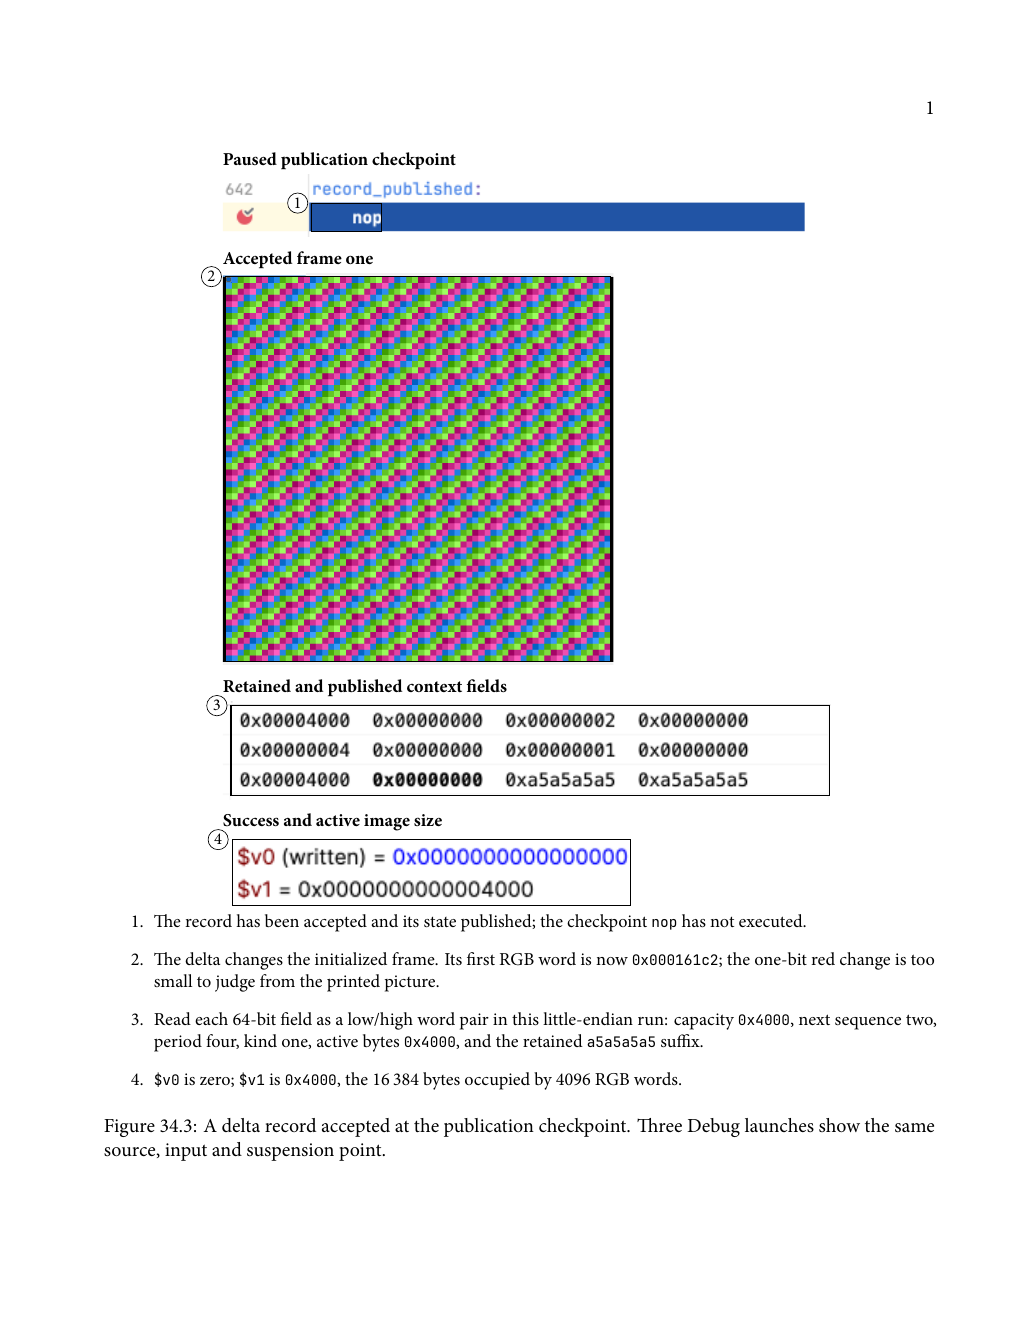 1
Paused publication checkpoint
642 record_published:
1
nop
Accepted frame one
2
Retained and published context fields
3
0x00004000 0x00000000 0x00000002 0x00000000
0x00000004 0x00000000 0x00000001 0x00000000
0x00004000 0x00000000 0xa5a5a5a5 0xa5a5a5a5
Success and active image size
4
$v0 (written) = 0x0000000000000000
$v1 = 0x0000000000004000
1. The record has been accepted and its state published; the checkpoint nop has not executed.
2. The delta changes the initialized frame. Its first RGB word is now 0x000161c2; the one-bit red change is too
small to judge from the printed picture.
3. Read each 64-bit field as a low/high word pair in this little-endian run: capacity 0x4000, next sequence two,
period four, kind one, active bytes 0x4000, and the retained a5a5a5a5 suffix.
4. $v0 is zero; $v1 is 0x4000, the 16 384 bytes occupied by 4096 RGB words.
Figure 34.3: A delta record accepted at the publication checkpoint. Three Debug launches show the same
source, input and suspension point.